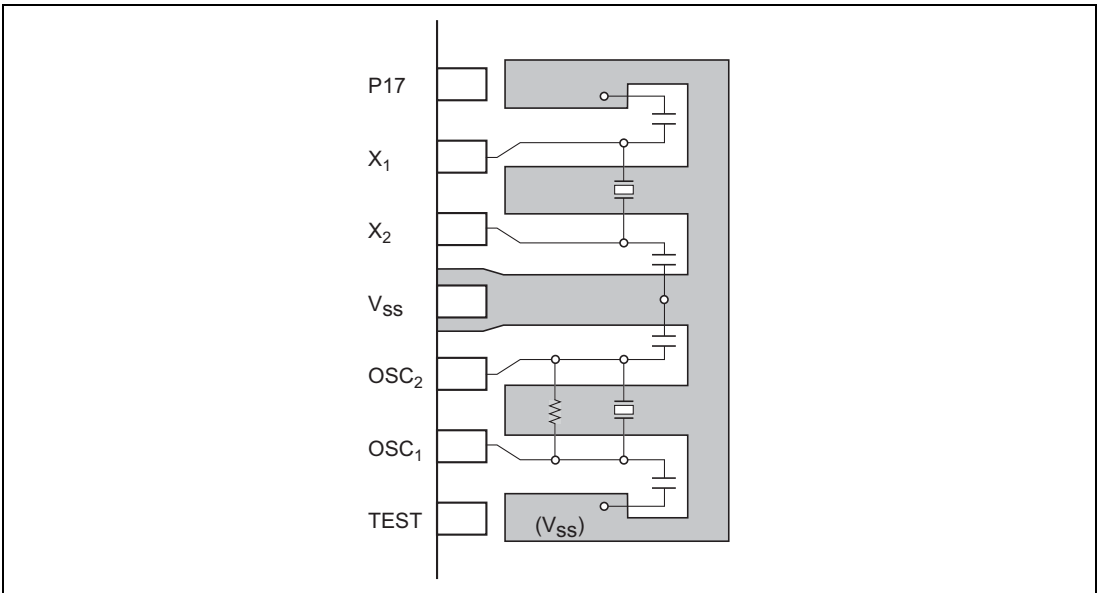 P17
X₁
X₂
VSS
OSC₂
OSC₁
TEST
(VSS)